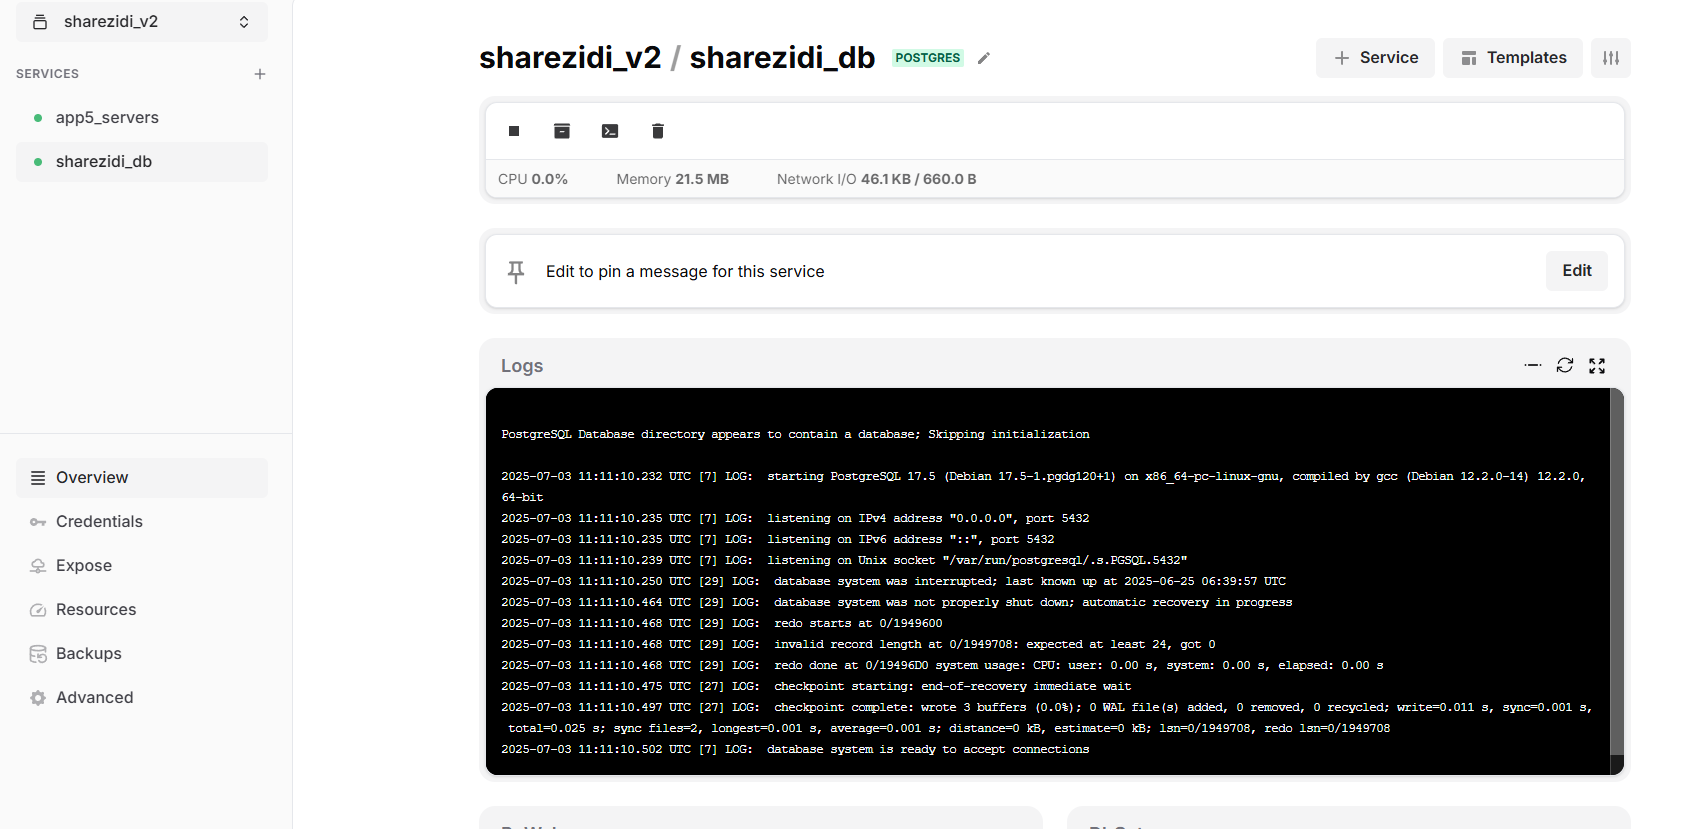 sharezidi_v2
SERVICES
app5_servers
sharezidi_db
Overview
Credentials
Expose
Resources
Backups
Advanced
sharezidi_v2 / sharezidi_db POSTGRES
Service
Templates
CPU 0.0% Memory 21.5 MB Network I/O 46.1 KB / 660.0 B
Edit to pin a message for this service
Edit
Logs
PostgreSQL Database directory appears to contain a database; Skipping initialization
2025-07-03 11:11:10.232 UTC [7] LOG:  starting PostgreSQL 17.5 (Debian 17.5-1.pgdg120+1) on x86_64-pc-linux-gnu, compiled by gcc (Debian 12.2.0-14) 12.2.0,
64-bit
2025-07-03 11:11:10.235 UTC [7] LOG:  listening on IPv4 address "0.0.0.0", port 5432
2025-07-03 11:11:10.235 UTC [7] LOG:  listening on IPv6 address "::", port 5432
2025-07-03 11:11:10.239 UTC [7] LOG:  listening on Unix socket "/var/run/postgresql/.s.PGSQL.5432"
2025-07-03 11:11:10.250 UTC [29] LOG:  database system was interrupted; last known up at 2025-06-25 06:39:57 UTC
2025-07-03 11:11:10.464 UTC [29] LOG:  database system was not properly shut down; automatic recovery in progress
2025-07-03 11:11:10.468 UTC [29] LOG:  redo starts at 0/1949600
2025-07-03 11:11:10.468 UTC [29] LOG:  invalid record length at 0/1949708: expected at least 24, got 0
2025-07-03 11:11:10.468 UTC [29] LOG:  redo done at 0/19496D0 system usage: CPU: user: 0.00 s, system: 0.00 s, elapsed: 0.00 s
2025-07-03 11:11:10.475 UTC [27] LOG:  checkpoint starting: end-of-recovery immediate wait
2025-07-03 11:11:10.497 UTC [27] LOG:  checkpoint complete: wrote 3 buffers (0.0%); 0 WAL file(s) added, 0 removed, 0 recycled; write=0.011 s, sync=0.001 s,
total=0.025 s; sync files=2, longest=0.001 s, average=0.001 s; distance=0 kB, estimate=0 kB; lsn=0/1949708, redo lsn=0/1949708
2025-07-03 11:11:10.502 UTC [7] LOG:  database system is ready to accept connections